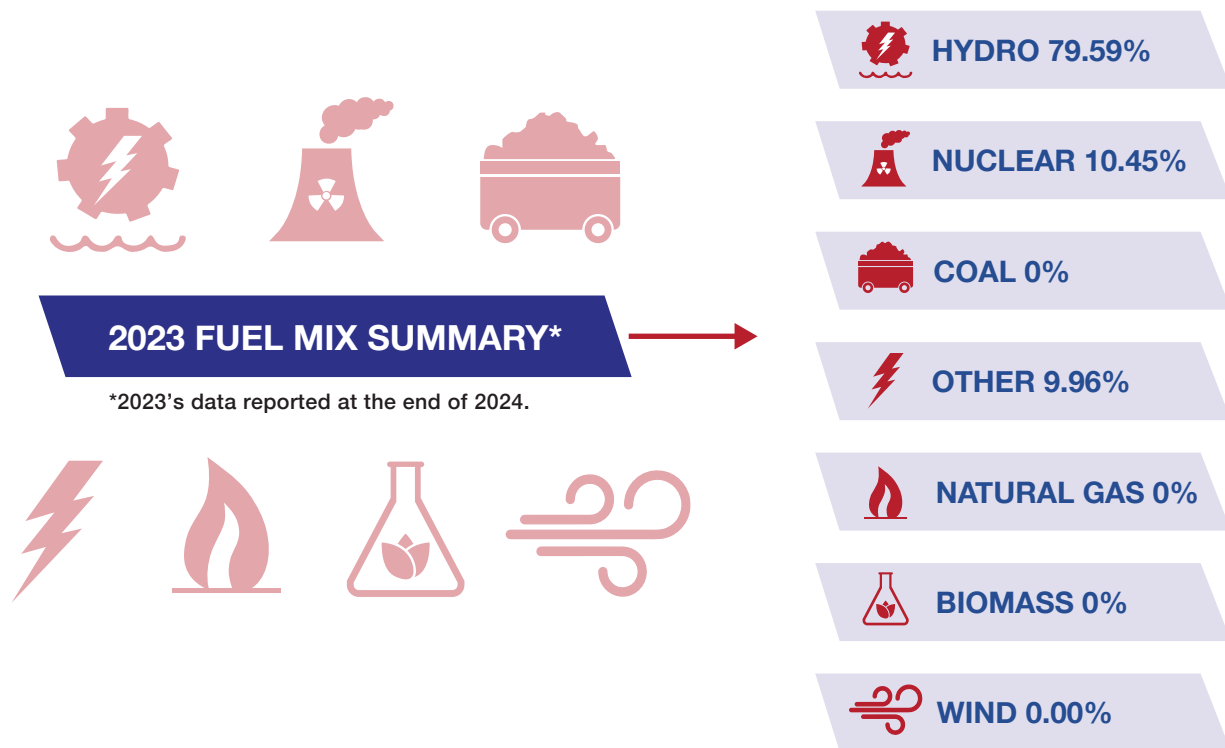 2023 FUEL MIX SUMMARY*
*2023's data reported at the end of 2024.
HYDRO 79.59%
NUCLEAR 10.45%
COAL 0%
OTHER 9.96%
NATURAL GAS 0%
BIOMASS 0%
WIND 0.00%